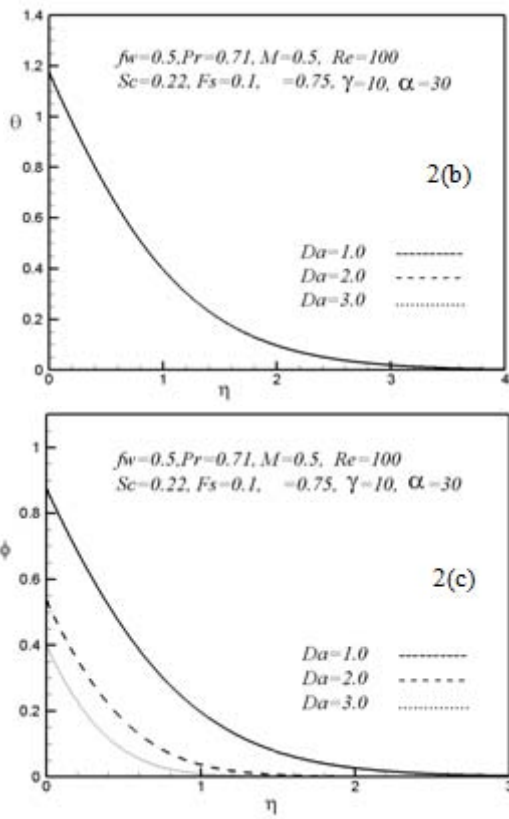 1.4
fw=0.5,Pr=0.71, M=0.5, Re=100
Sc=0.22, Fs=0.1, =0.75, γ=10, α=30
1.2
θ
1
2(b)
0.8
0.6
Da=1.0
0.4
Da=2.0
Da=3.0
0.2
0
0 1 2 3 4
η
1
fw=0.5,Pr=0.71, M=0.5, Re=100
Sc=0.22, Fs=0.1, =0.75, γ=10, α=30
0.8
ϕ
2(c)
0.6
0.4
Da=1.0
Da=2.0
0.2
Da=3.0
0
0 1 2 3
η